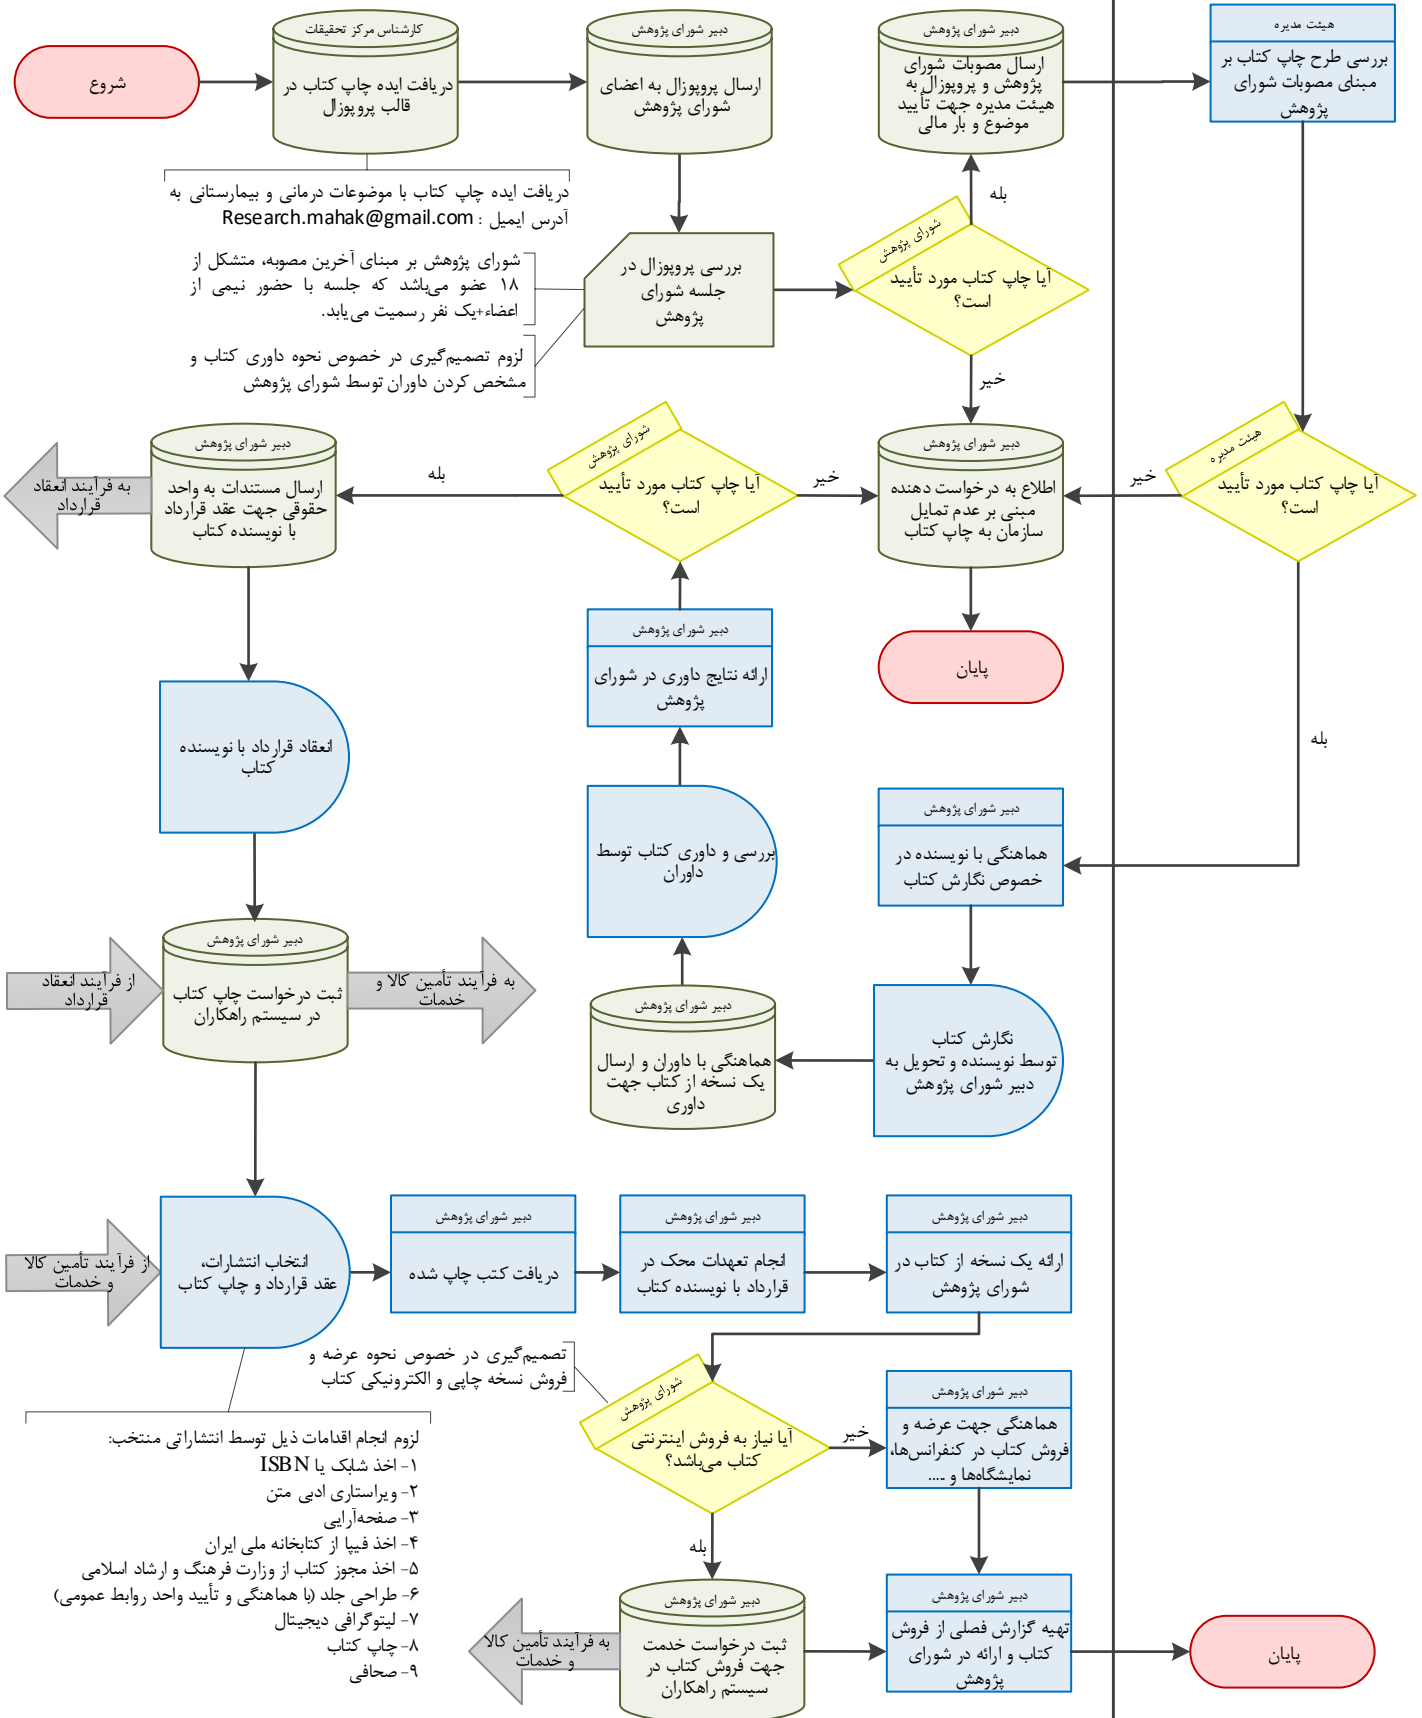 شروع
کارشناس مرکز تحقیقات
دریافت ایده چاپ کتاب در
قالب پروپوزال
دبیر شورای پژوهش
ارسال پروپوزال به اعضای
شورای پژوهش
دبیر شورای پژوهش
ارسال مصوبات شورای
پژوهش و پروپوزال به
هیئت مدیره جهت تأیید
موضوع و بار مالی
هیئت مدیره
بررسی طرح چاپ کتاب بر
مبنای مصوبات شورای
پژوهش
دریافت ایده چاپ کتاب با موضوعات درمانی و بیمارستانی به
آدرس ایمیل : Research.mahak@gmail.com
شورای پژوهش بر مبنای آخرین مصوبه، متشکل از
۱۸ عضو می‌باشد که جلسه با حضور نیمی از
اعضاء+یک نفر رسمیت می‌یابد.
لزوم تصمیم‌گیری در خصوص نحوه داوری کتاب و
مشخص کردن داوران توسط شورای پژوهش
بررسی پروپوزال در
جلسه شورای
پژوهش
بله
شورای پژوهش
آیا چاپ کتاب مورد تأیید
است؟
خیر
هیئت مدیره
آیا چاپ کتاب مورد تأیید
است؟
خیر
بله
دبیر شورای پژوهش
اطلاع به درخواست دهنده
مبنی بر عدم تمایل
سازمان به چاپ کتاب
پایان
خیر
شورای پژوهش
آیا چاپ کتاب مورد تأیید
است؟
بله
دبیر شورای پژوهش
ارسال مستندات به واحد
حقوقی جهت عقد قرارداد
با نویسنده کتاب
به فرآیند انعقاد
قرارداد
دبیر شورای پژوهش
ارائه نتایج داوری در شورای
پژوهش
انعقاد قرارداد با نویسنده
کتاب
بررسی و داوری کتاب توسط
داوران
دبیر شورای پژوهش
هماهنگی با نویسنده در
خصوص نگارش کتاب
نگارش کتاب
توسط نویسنده و تحویل به
دبیر شورای پژوهش
دبیر شورای پژوهش
هماهنگی با داوران و ارسال
یک نسخه از کتاب جهت
داوری
دبیر شورای پژوهش
ثبت درخواست چاپ کتاب
در سیستم راهکاران
از فرآیند انعقاد
قرارداد
به فرآیند تأمین کالا و
خدمات
از فرآیند تأمین کالا
و خدمات
انتخاب انتشارات،
عقد قرارداد و چاپ کتاب
دبیر شورای پژوهش
دریافت کتب چاپ شده
دبیر شورای پژوهش
انجام تعهدات محک در
قرارداد با نویسنده کتاب
دبیر شورای پژوهش
ارائه یک نسخه از کتاب در
شورای پژوهش
تصمیم‌گیری در خصوص نحوه عرضه و
فروش نسخه چاپی و الکترونیکی کتاب
شورای پژوهش
آیا نیاز به فروش اینترنتی
کتاب می‌باشد؟
خیر
بله
دبیر شورای پژوهش
هماهنگی جهت عرضه و
فروش کتاب در کنفرانس‌ها،
نمایشگاه‌ها و ....
لزوم انجام اقدامات ذیل توسط انتشاراتی منتخب:
۱- اخذ شابک یا ISBN
۲- ویراستاری ادبی متن
۳- صفحه‌آرایی
۴- اخذ فیپا از کتابخانه ملی ایران
۵- اخذ مجوز کتاب از وزارت فرهنگ و ارشاد اسلامی
۶- طراحی جلد (با هماهنگی و تأیید واحد روابط عمومی)
۷- لیتوگرافی دیجیتال
۸- چاپ کتاب
۹- صحافی
به فرآیند تأمین کالا
و خدمات
دبیر شورای پژوهش
ثبت درخواست خدمت
جهت فروش کتاب در
سیستم راهکاران
دبیر شورای پژوهش
تهیه گزارش فصلی از فروش
کتاب و ارائه در شورای
پژوهش
پایان